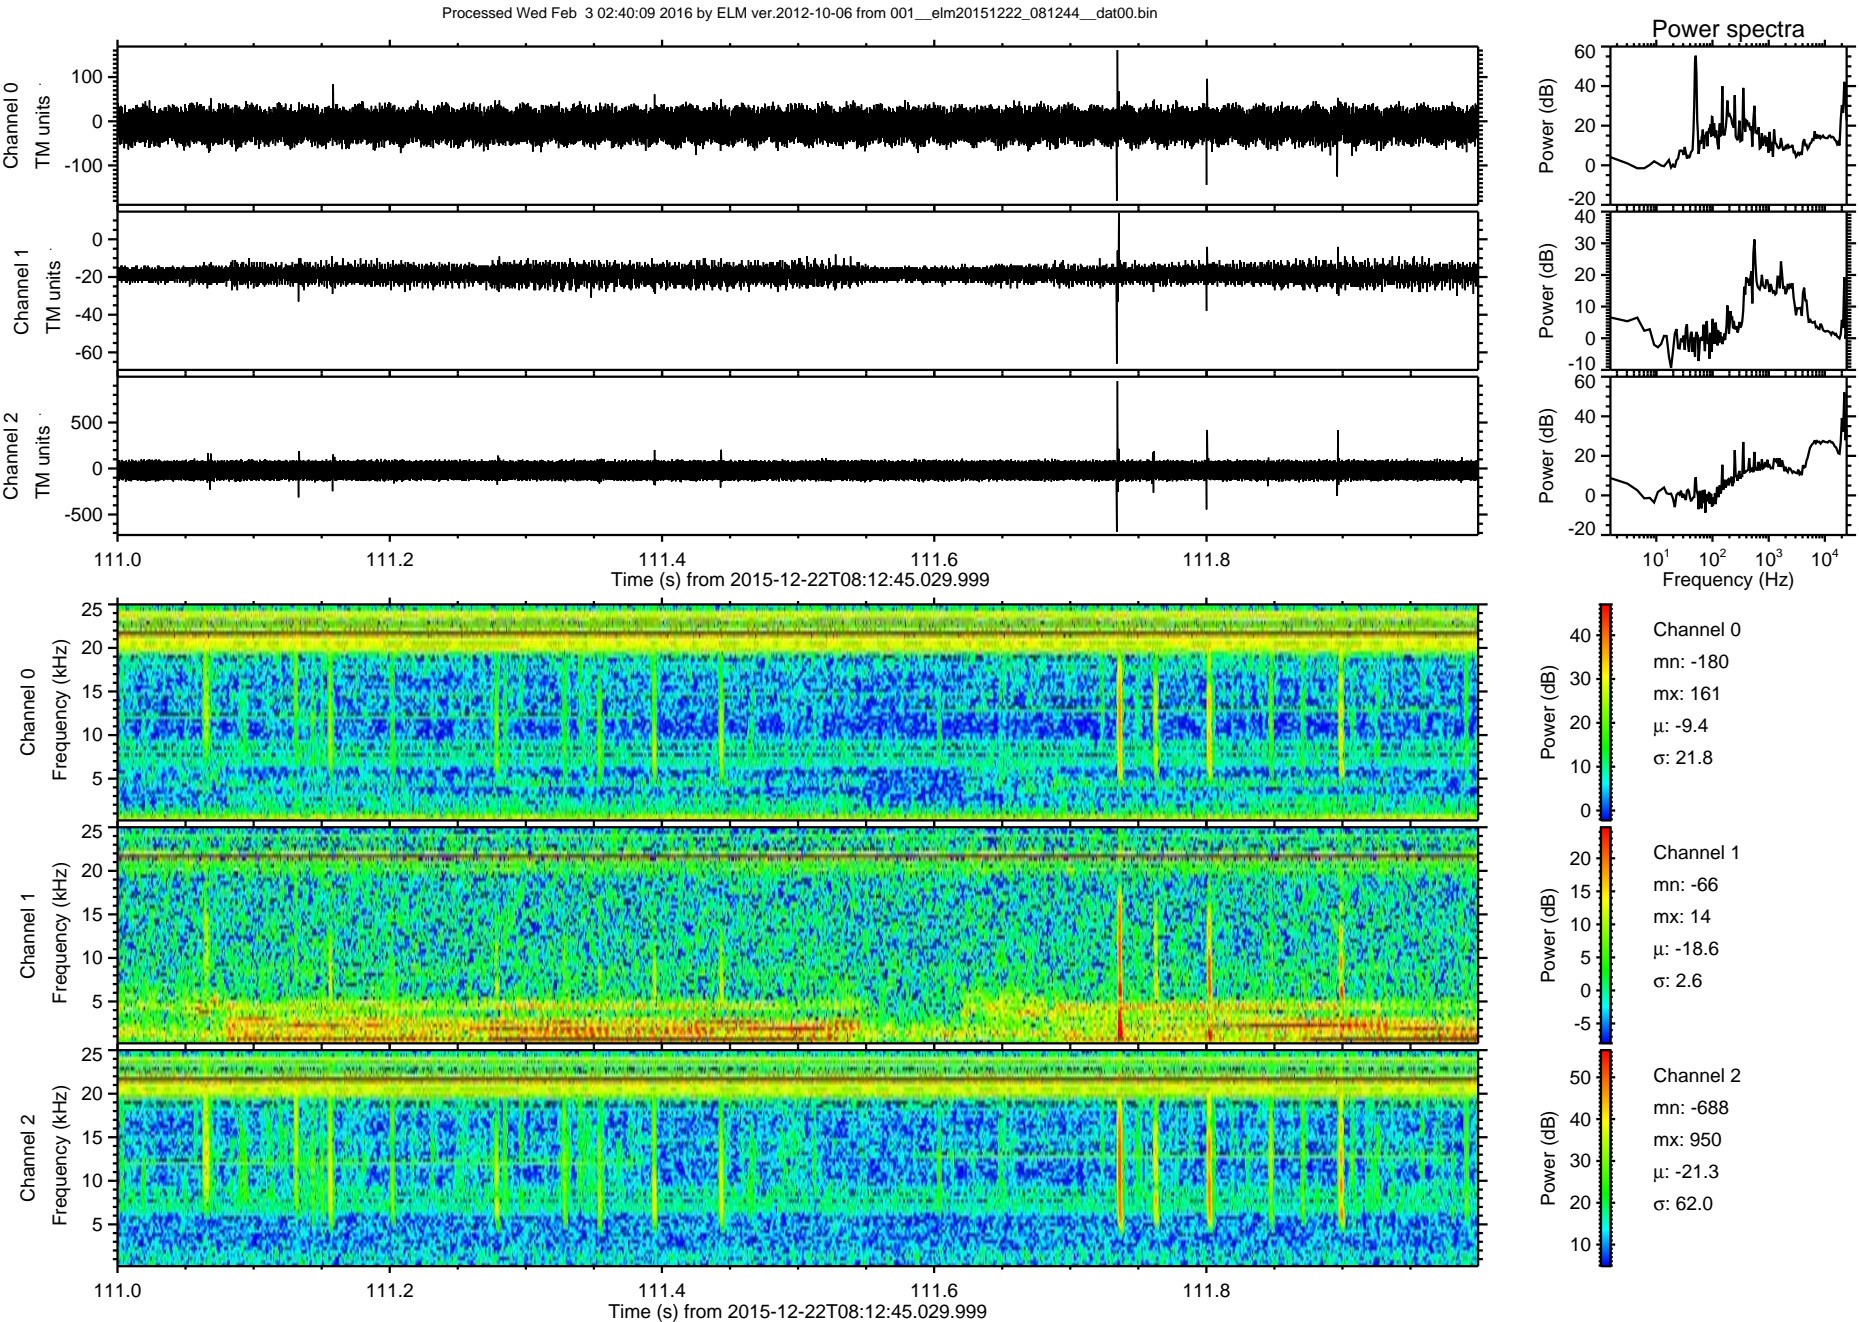 Processed Wed Feb  3 02:40:09 2016 by ELM ver.2012-10-06 from 001__elm20151222_081244__dat00.bin
Power spectra
Channel 0
TM units
100
0
-100
Power (dB)
60
40
20
0
-20
Channel 1
TM units
0
-20
-40
-60
Power (dB)
40
30
20
10
0
-10
Channel 2
TM units
500
0
-500
Power (dB)
60
40
20
0
-20
111.0 111.2 111.4 111.6 111.8
Time (s) from 2015-12-22T08:12:45.029.999
10¹ 10² 10³ 10⁴
Frequency (Hz)
Channel 0
Frequency (kHz)
25
20
15
10
5
Power (dB)
40
30
20
10
0
Channel 0
mn: -180
mx: 161
μ: -9.4
σ: 21.8
Channel 1
Frequency (kHz)
25
20
15
10
5
Power (dB)
20
15
10
5
0
-5
Channel 1
mn: -66
mx: 14
μ: -18.6
σ: 2.6
Channel 2
Frequency (kHz)
25
20
15
10
5
Power (dB)
50
40
30
20
10
Channel 2
mn: -688
mx: 950
μ: -21.3
σ: 62.0
111.0 111.2 111.4 111.6 111.8
Time (s) from 2015-12-22T08:12:45.029.999